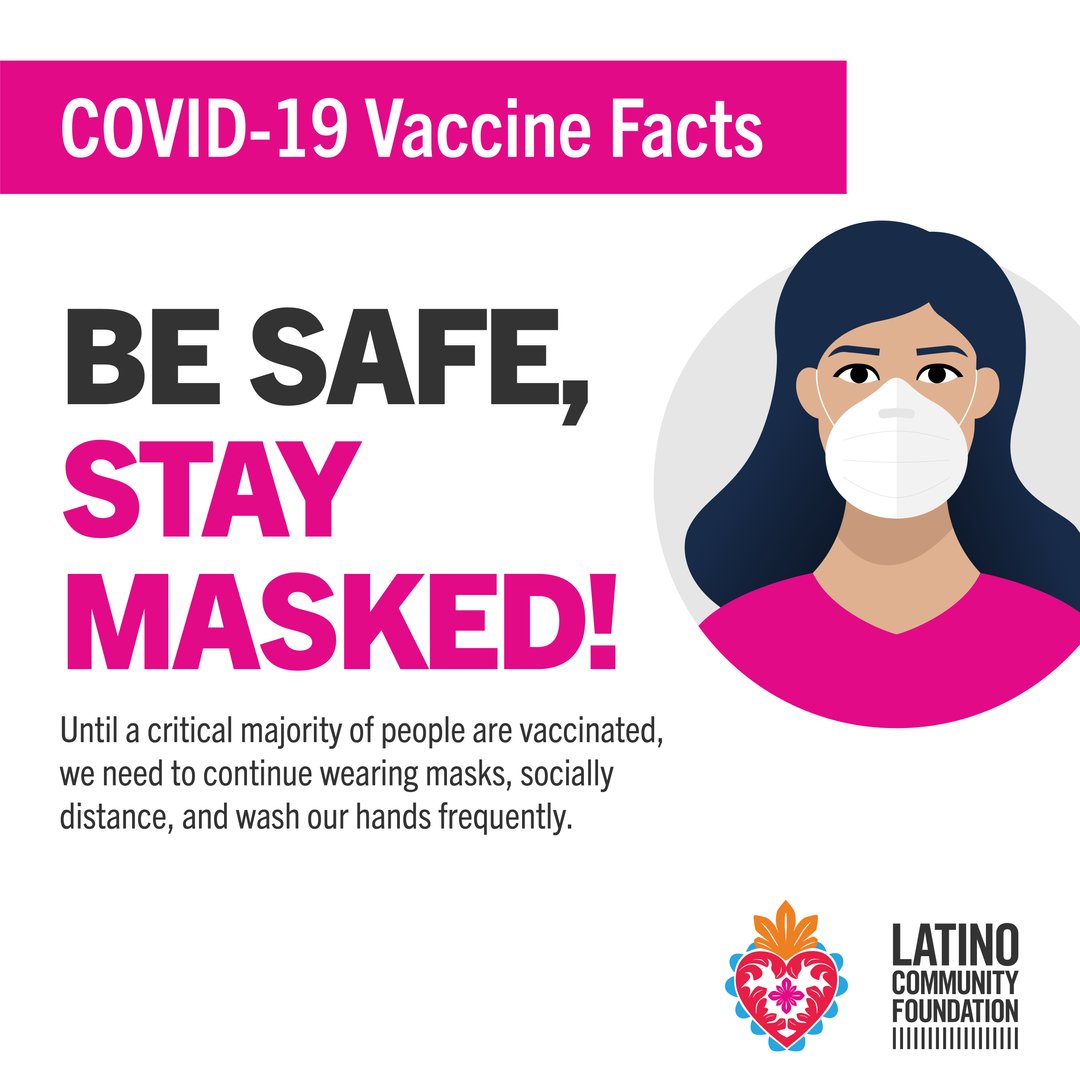 COVID-19 Vaccine Facts
BE SAFE,
STAY
MASKED!
Until a critical majority of people are vaccinated,
we need to continue wearing masks, socially
distance, and wash our hands frequently.
LATINO
COMMUNITY
FOUNDATION